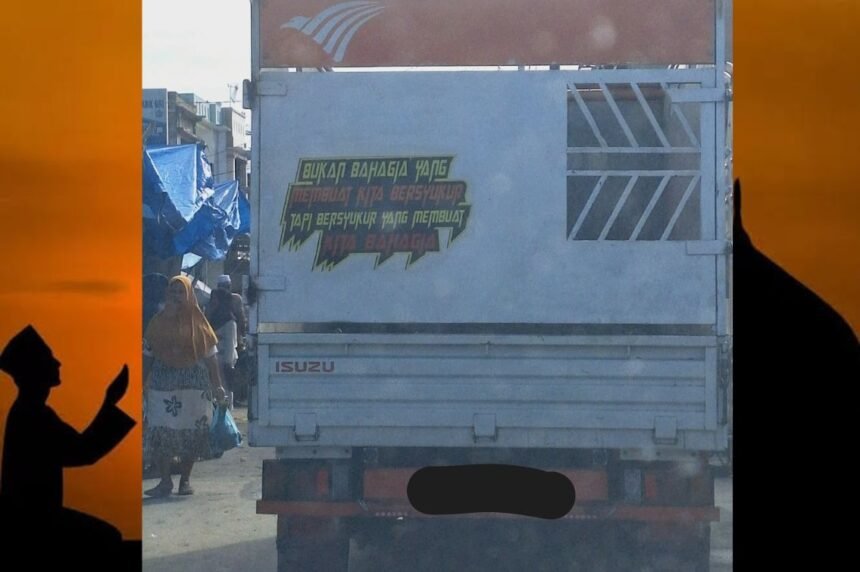 BUKAN BAHAGIA YANG
MEMBUAT KITA BERSYUKUR
TAPI BERSYUKUR YANG MEMBUAT
KITA BAHAGIA
ISUZU